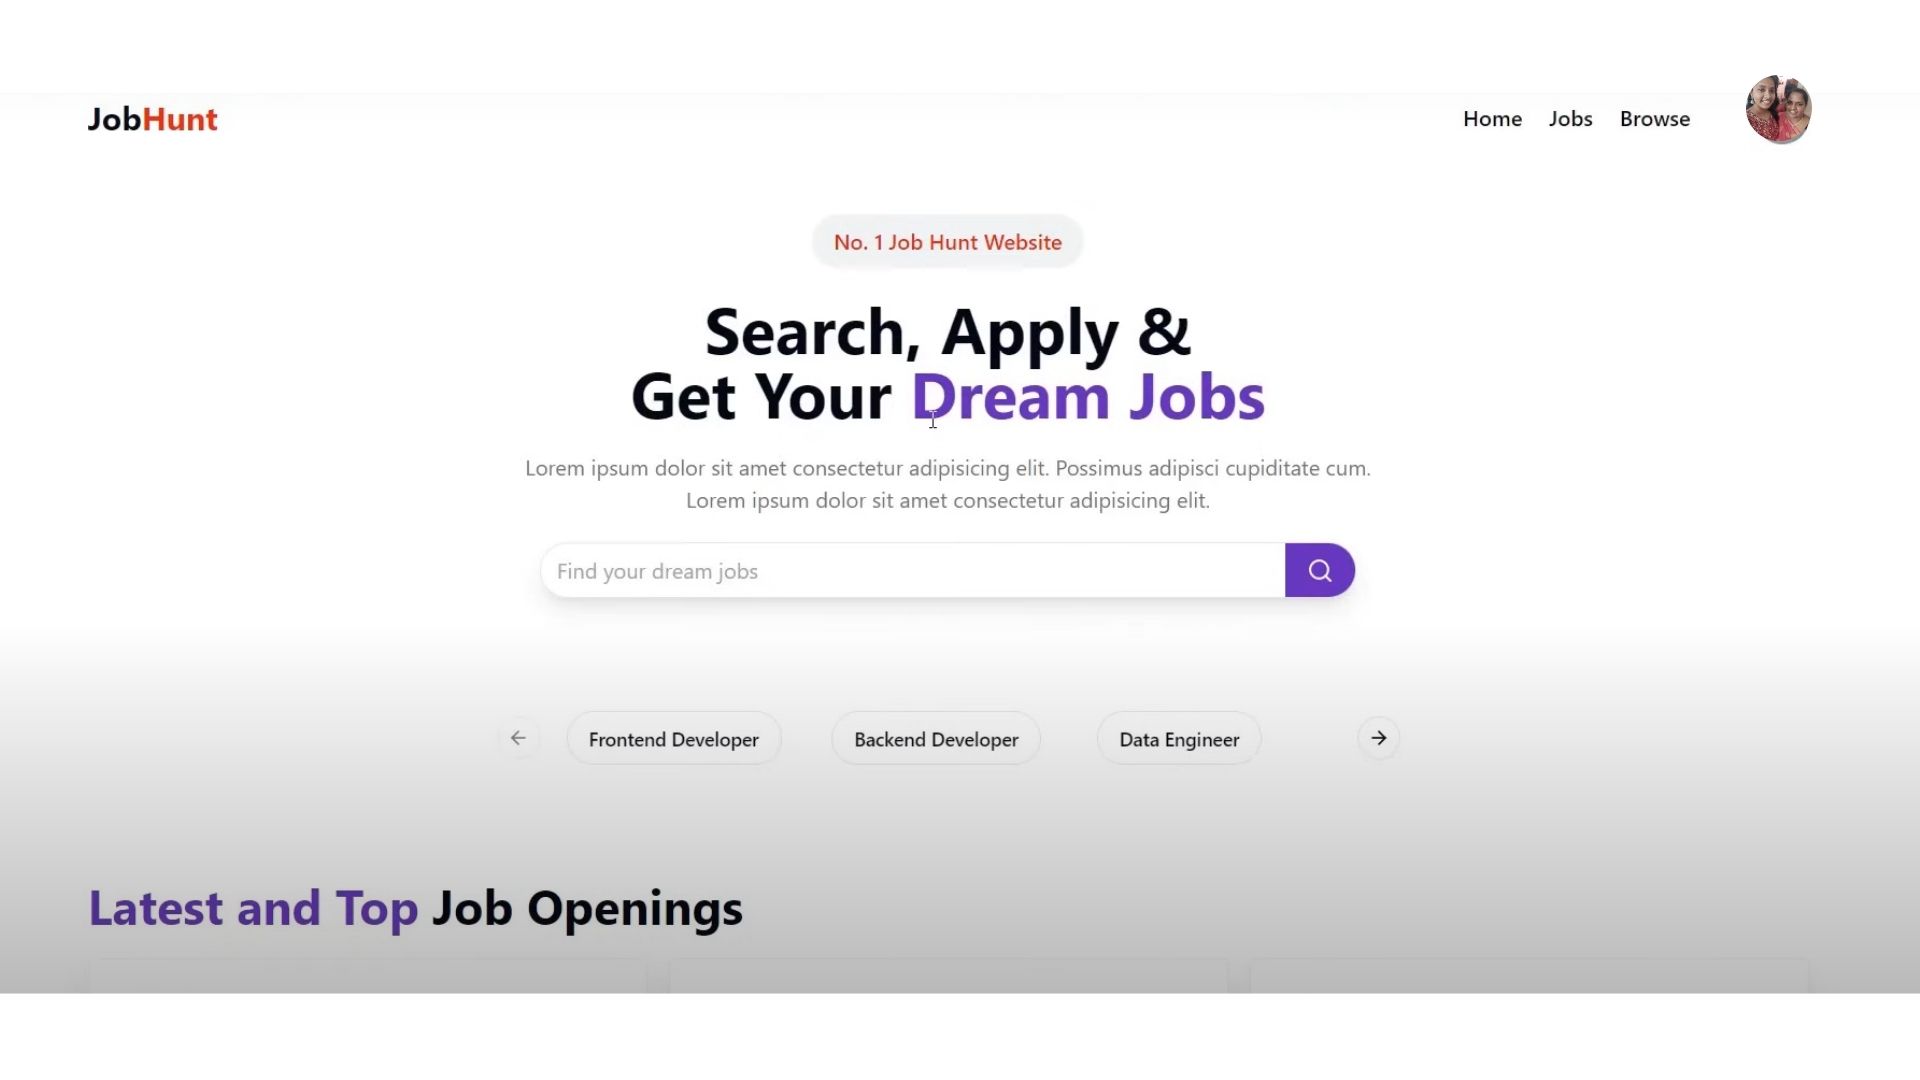 JobHunt
Home Jobs Browse
No. 1 Job Hunt Website
Search, Apply &
Get Your Dream Jobs
Lorem ipsum dolor sit amet consectetur adipisicing elit. Possimus adipisci cupiditate cum.
Lorem ipsum dolor sit amet consectetur adipisicing elit.
Find your dream jobs
Frontend Developer Backend Developer Data Engineer
Latest and Top Job Openings